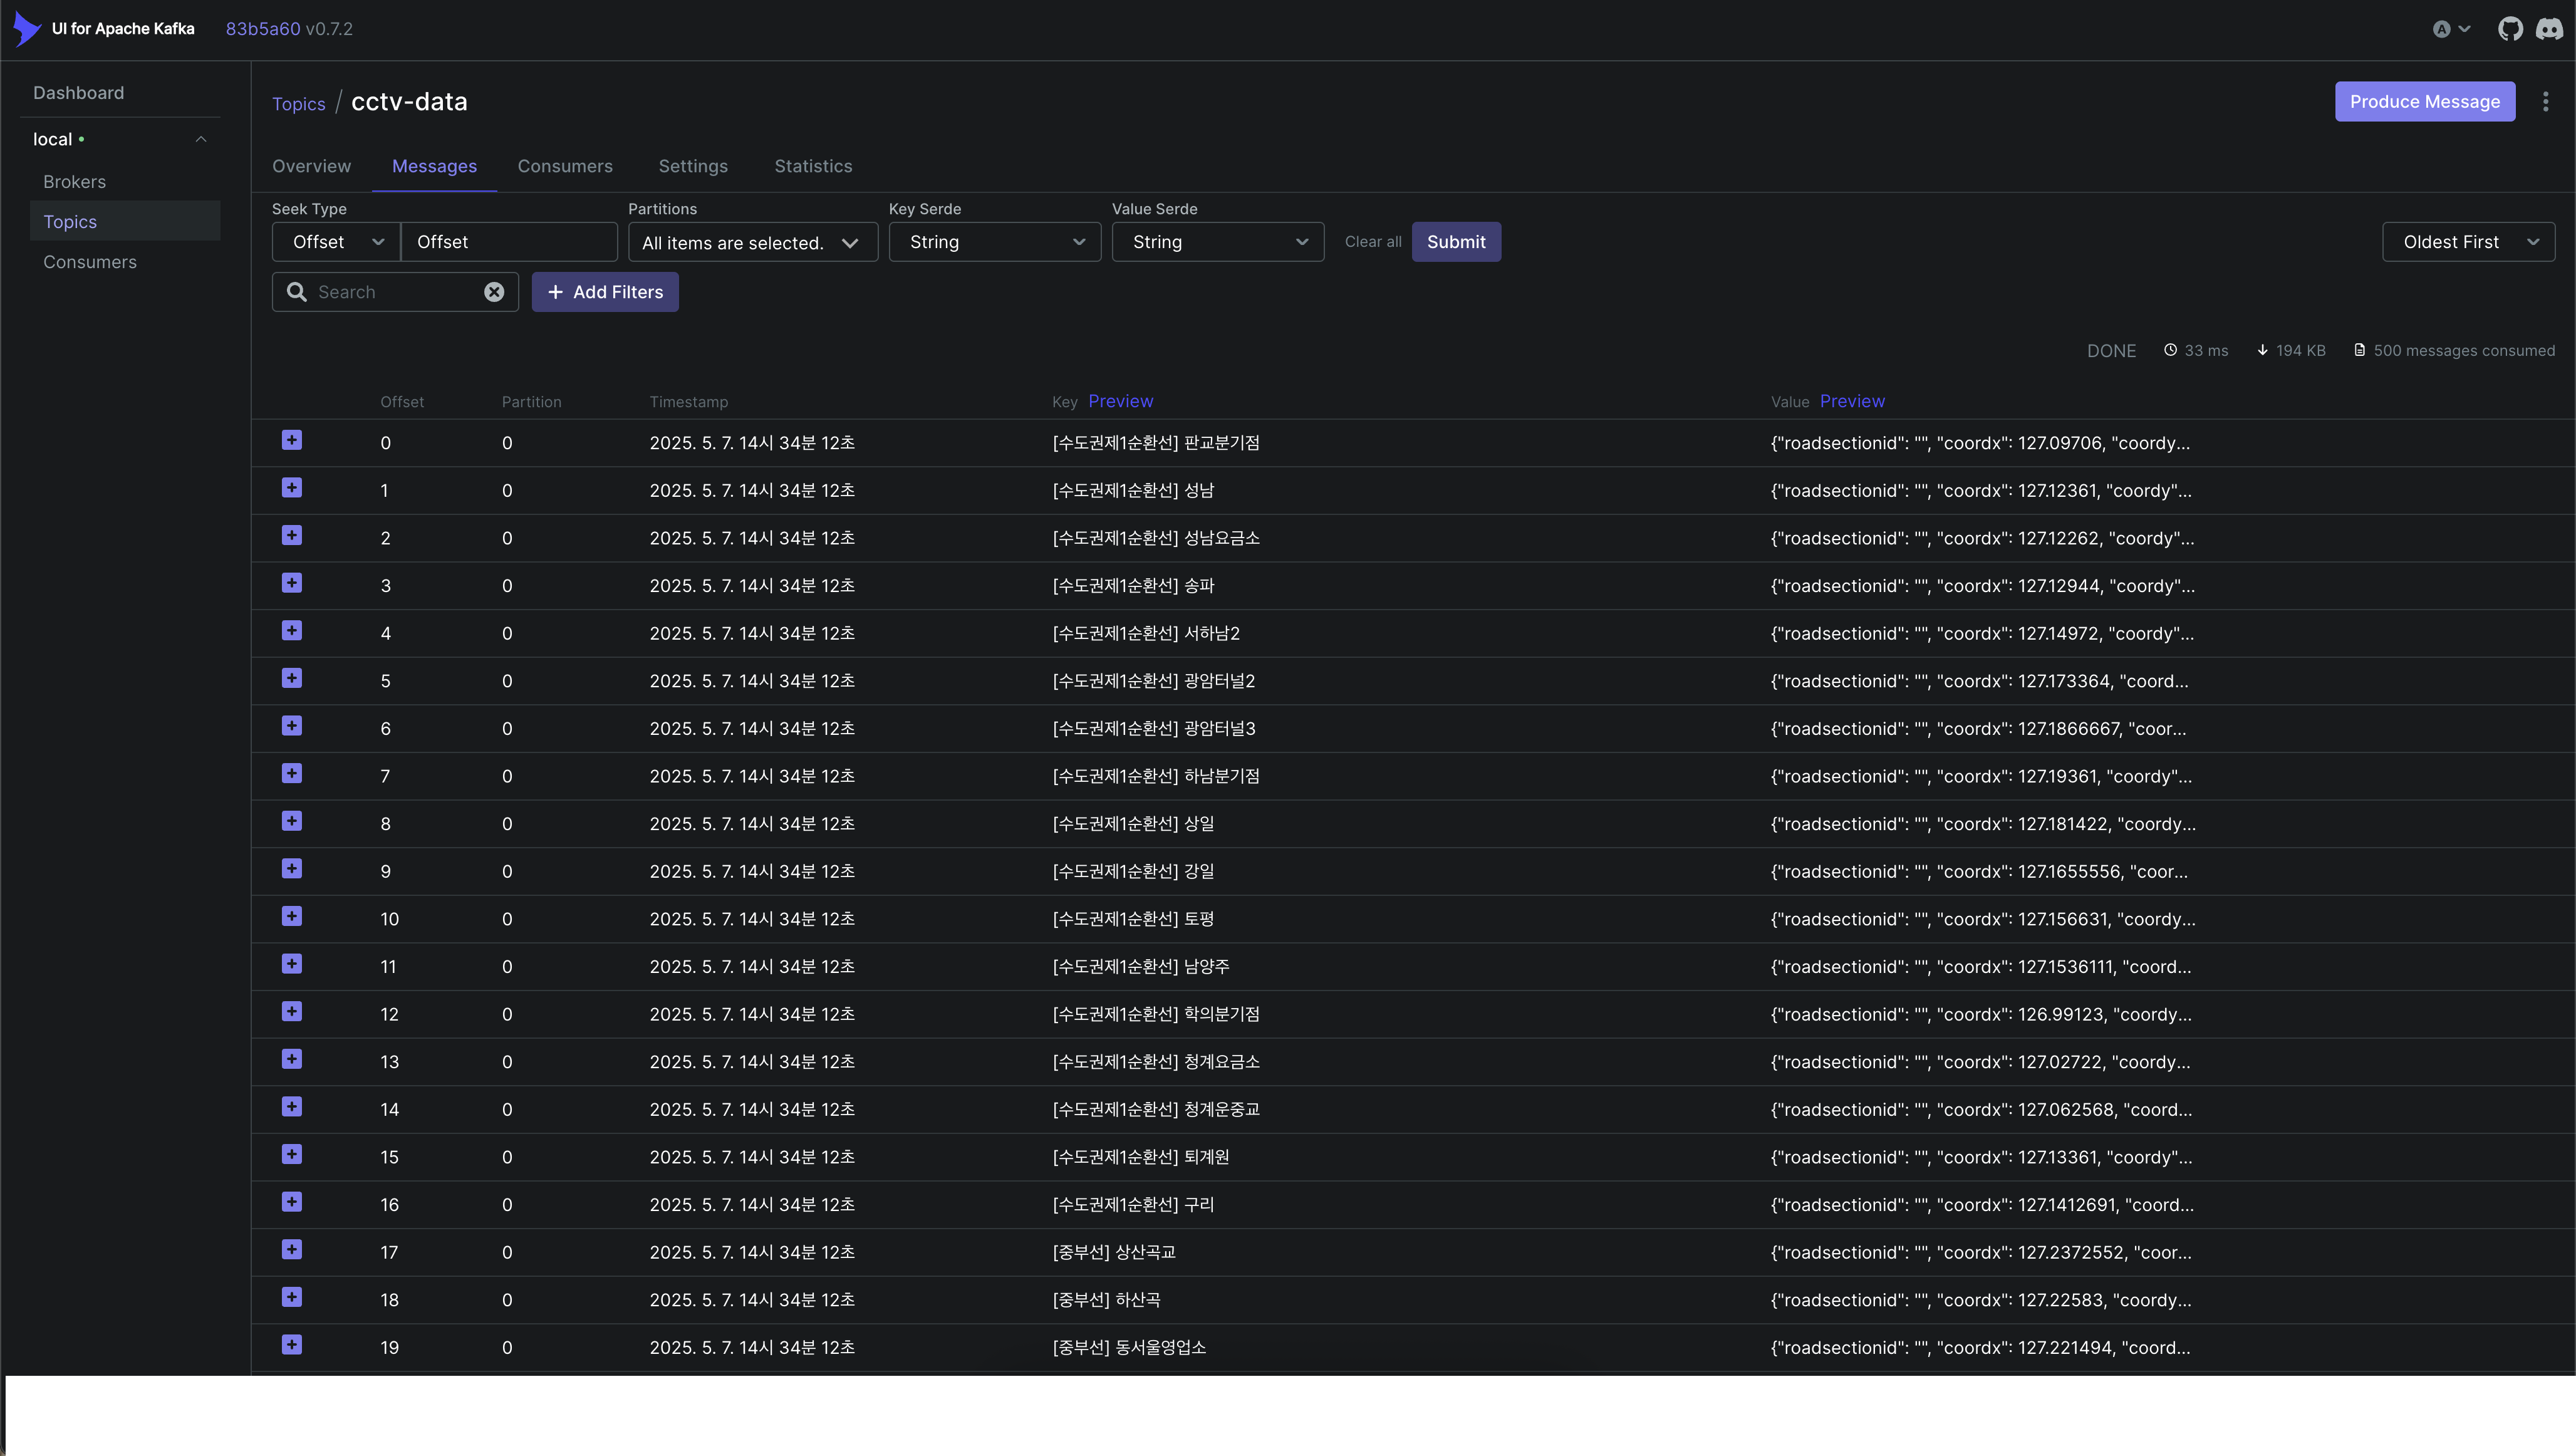 UI for Apache Kafka 83b5a60 v0.7.2
A
Dashboard
local
Brokers
Topics
Consumers
Topics / cctv-data
Produce Message
Overview Messages Consumers Settings Statistics
Seek Type Partitions Key Serde Value Serde
Offset Offset All items are selected. String String Clear all Submit Oldest First
Search Add Filters
DONE 33 ms 194 KB 500 messages consumed
Offset Partition Timestamp Key Preview Value Preview
0 0 2025. 5. 7. 14시 34분 12초 [수도권제1순환선] 판교분기점 {"roadsectionid": "", "coordx": 127.09706, "coordy...
1 0 2025. 5. 7. 14시 34분 12초 [수도권제1순환선] 성남 {"roadsectionid": "", "coordx": 127.12361, "coordy"...
2 0 2025. 5. 7. 14시 34분 12초 [수도권제1순환선] 성남요금소 {"roadsectionid": "", "coordx": 127.12262, "coordy"...
3 0 2025. 5. 7. 14시 34분 12초 [수도권제1순환선] 송파 {"roadsectionid": "", "coordx": 127.12944, "coordy"...
4 0 2025. 5. 7. 14시 34분 12초 [수도권제1순환선] 서하남2 {"roadsectionid": "", "coordx": 127.14972, "coordy"...
5 0 2025. 5. 7. 14시 34분 12초 [수도권제1순환선] 광암터널2 {"roadsectionid": "", "coordx": 127.173364, "coord...
6 0 2025. 5. 7. 14시 34분 12초 [수도권제1순환선] 광암터널3 {"roadsectionid": "", "coordx": 127.1866667, "coor...
7 0 2025. 5. 7. 14시 34분 12초 [수도권제1순환선] 하남분기점 {"roadsectionid": "", "coordx": 127.19361, "coordy"...
8 0 2025. 5. 7. 14시 34분 12초 [수도권제1순환선] 상일 {"roadsectionid": "", "coordx": 127.181422, "coordy...
9 0 2025. 5. 7. 14시 34분 12초 [수도권제1순환선] 강일 {"roadsectionid": "", "coordx": 127.1655556, "coor...
10 0 2025. 5. 7. 14시 34분 12초 [수도권제1순환선] 토평 {"roadsectionid": "", "coordx": 127.156631, "coordy...
11 0 2025. 5. 7. 14시 34분 12초 [수도권제1순환선] 남양주 {"roadsectionid": "", "coordx": 127.1536111, "coord...
12 0 2025. 5. 7. 14시 34분 12초 [수도권제1순환선] 학의분기점 {"roadsectionid": "", "coordx": 126.99123, "coordy...
13 0 2025. 5. 7. 14시 34분 12초 [수도권제1순환선] 청계요금소 {"roadsectionid": "", "coordx": 127.02722, "coordy...
14 0 2025. 5. 7. 14시 34분 12초 [수도권제1순환선] 청계운중교 {"roadsectionid": "", "coordx": 127.062568, "coord...
15 0 2025. 5. 7. 14시 34분 12초 [수도권제1순환선] 퇴계원 {"roadsectionid": "", "coordx": 127.13361, "coordy"...
16 0 2025. 5. 7. 14시 34분 12초 [수도권제1순환선] 구리 {"roadsectionid": "", "coordx": 127.1412691, "coord...
17 0 2025. 5. 7. 14시 34분 12초 [중부선] 상산곡교 {"roadsectionid": "", "coordx": 127.2372552, "coor...
18 0 2025. 5. 7. 14시 34분 12초 [중부선] 하산곡 {"roadsectionid": "", "coordx": 127.22583, "coordy...
19 0 2025. 5. 7. 14시 34분 12초 [중부선] 동서울영업소 {"roadsectionid": "", "coordx": 127.221494, "coord...